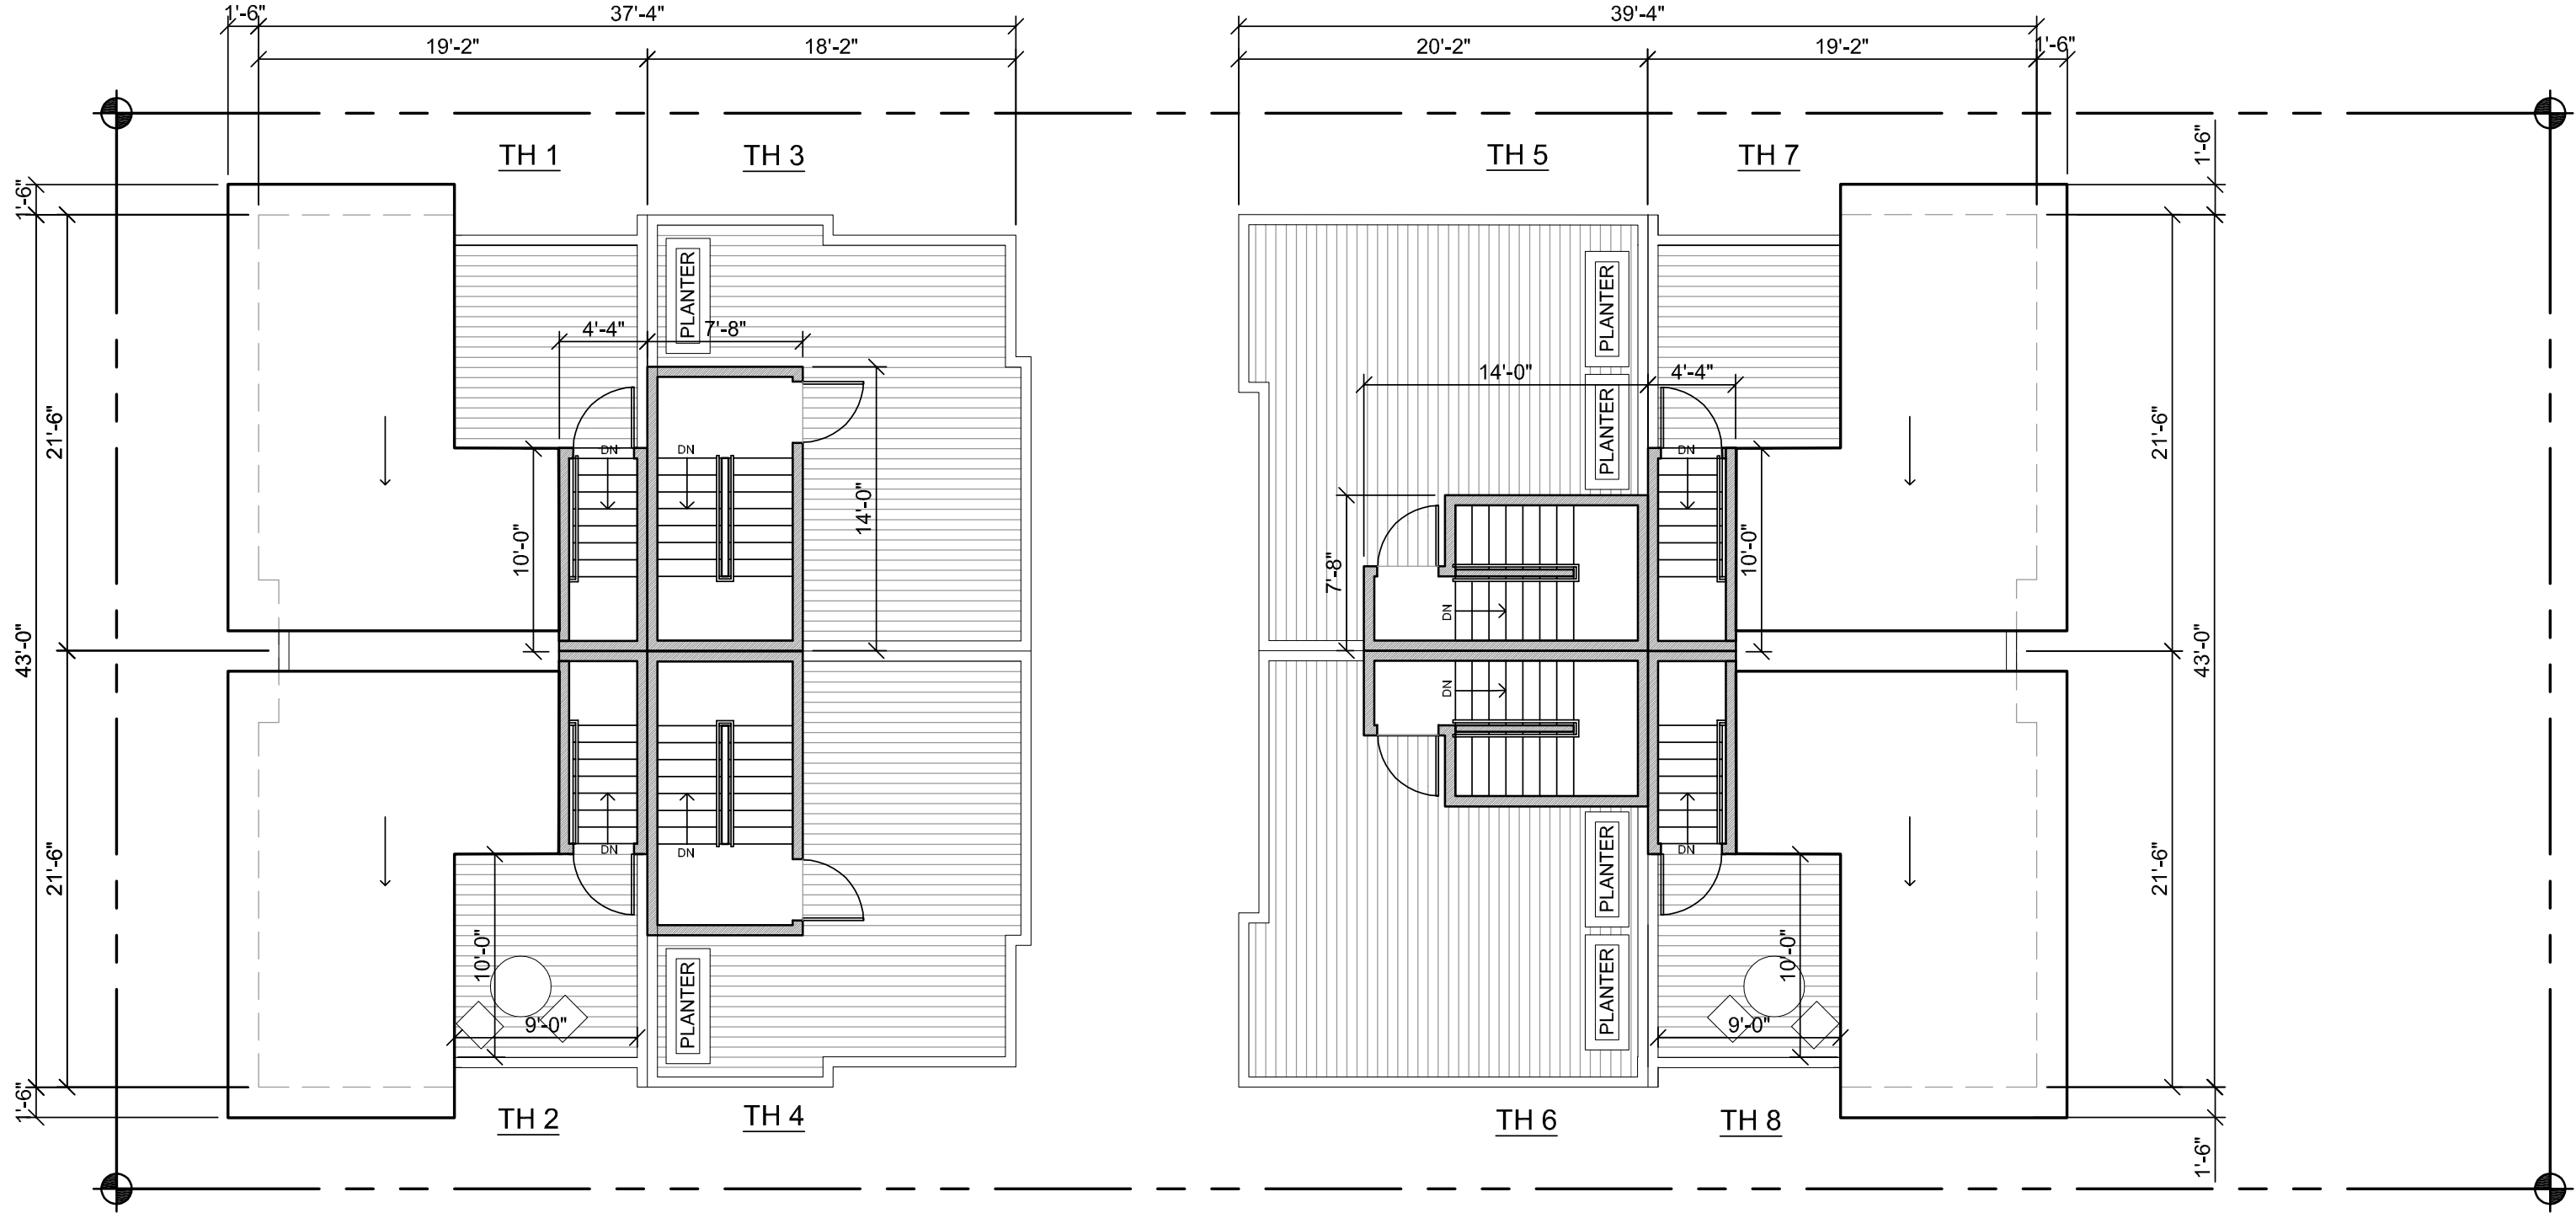 1'-6" 37'-4" 39'-4"
19'-2" 18'-2" 20'-2" 19'-2" 1'-6"
TH 1 TH 3 TH 5 TH 7
1'-6" 1'-6"
PLANTER PLANTER
4'-4" 7'-8"
14'-0" 4'-4"
PLANTER
21'-6" 21'-6"
DN DN DN
14'-0"
10'-0" 10'-0"
7'-8"
DN
43'-0" 43'-0"
DN
DN DN DN
21'-6" PLANTER 21'-6"
10'-0" 10'-0"
PLANTER PLANTER
9'-0" 9'-0"
1'-6"
TH 2 TH 4 TH 6 TH 8
1'-6"